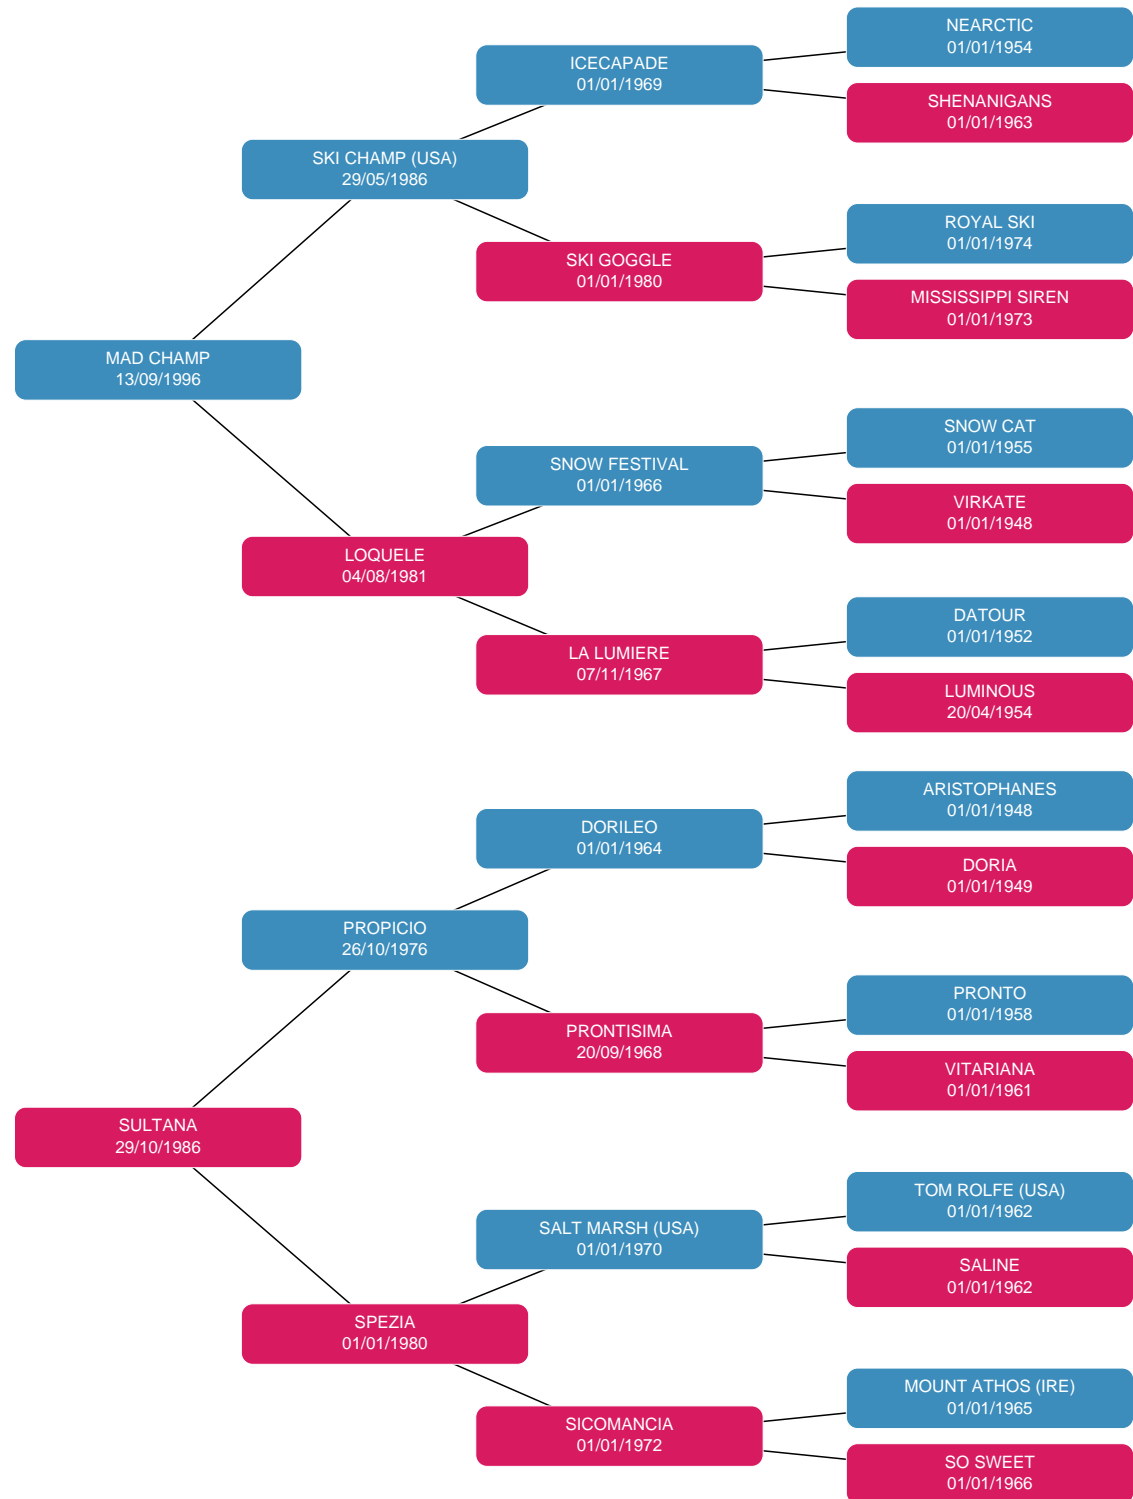 NEARCTIC
01/01/1954
ICECAPADE
01/01/1969
SHENANIGANS
01/01/1963
SKI CHAMP (USA)
29/05/1986
ROYAL SKI
01/01/1974
SKI GOGGLE
01/01/1980
MISSISSIPPI SIREN
01/01/1973
MAD CHAMP
13/09/1996
SNOW CAT
01/01/1955
SNOW FESTIVAL
01/01/1966
VIRKATE
01/01/1948
LOQUELE
04/08/1981
DATOUR
01/01/1952
LA LUMIERE
07/11/1967
LUMINOUS
20/04/1954
ARISTOPHANES
01/01/1948
DORILEO
01/01/1964
DORIA
01/01/1949
PROPICIO
26/10/1976
PRONTO
01/01/1958
PRONTISIMA
20/09/1968
VITARIANA
01/01/1961
SULTANA
29/10/1986
TOM ROLFE (USA)
01/01/1962
SALT MARSH (USA)
01/01/1970
SALINE
01/01/1962
SPEZIA
01/01/1980
MOUNT ATHOS (IRE)
01/01/1965
SICOMANCIA
01/01/1972
SO SWEET
01/01/1966